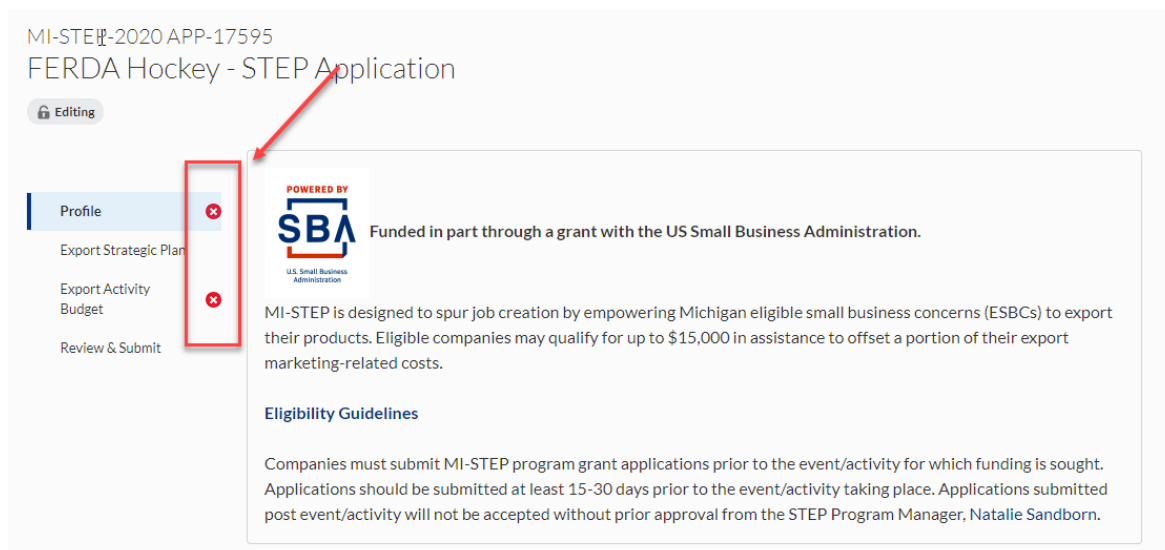 MI-STEP-2020 APP-17595
FERDA Hockey - STEP Application
Editing
Profile
Export Strategic Plan
Export Activity
Budget
Review & Submit
POWERED BY
SBA
U.S. Small Business
Administration
Funded in part through a grant with the US Small Business Administration.
MI-STEP is designed to spur job creation by empowering Michigan eligible small business concerns (ESBCs) to export
their products. Eligible companies may qualify for up to $15,000 in assistance to offset a portion of their export
marketing-related costs.
Eligibility Guidelines
Companies must submit MI-STEP program grant applications prior to the event/activity for which funding is sought.
Applications should be submitted at least 15-30 days prior to the event/activity taking place. Applications submitted
post event/activity will not be accepted without prior approval from the STEP Program Manager, Natalie Sandborn.